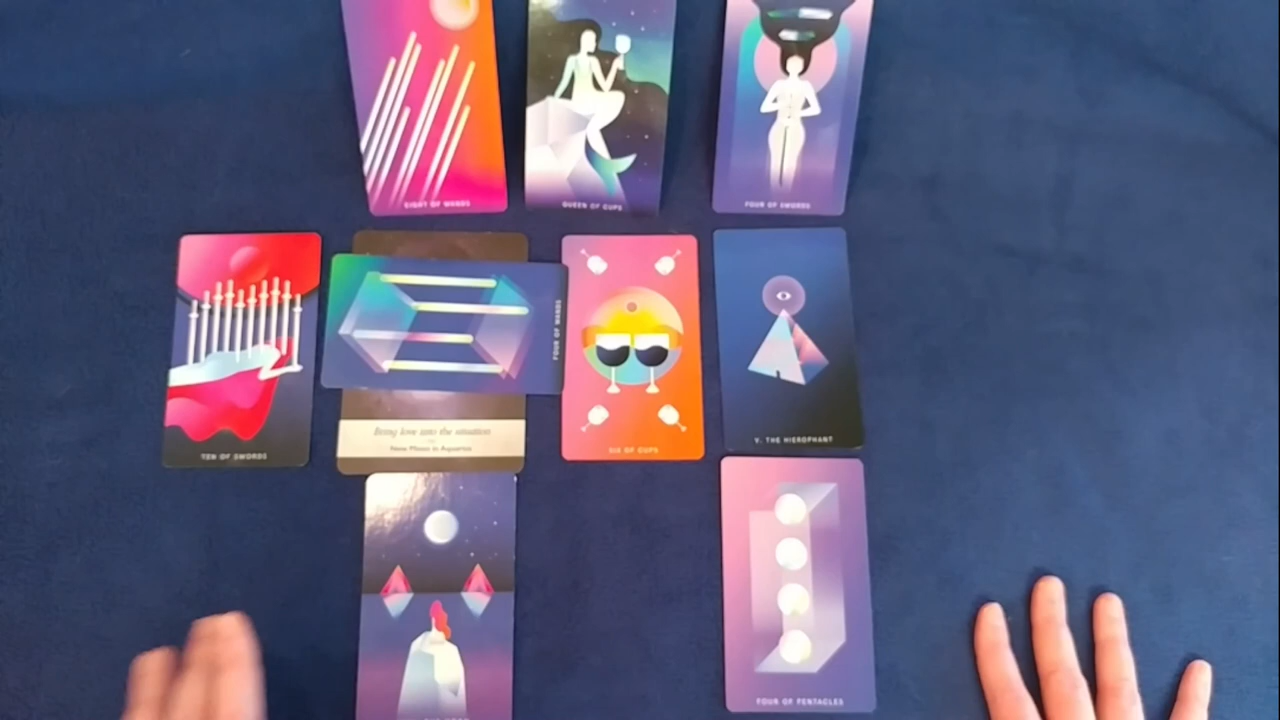 EIGHT OF WANDS
QUEEN OF CUPS
FOUR OF SWORDS
TEN OF SWORDS
FOUR OF WANDS
Bring love into the situation
New Moon in Aquarius
SIX OF CUPS
V. THE HIEROPHANT
FOUR OF PENTACLES